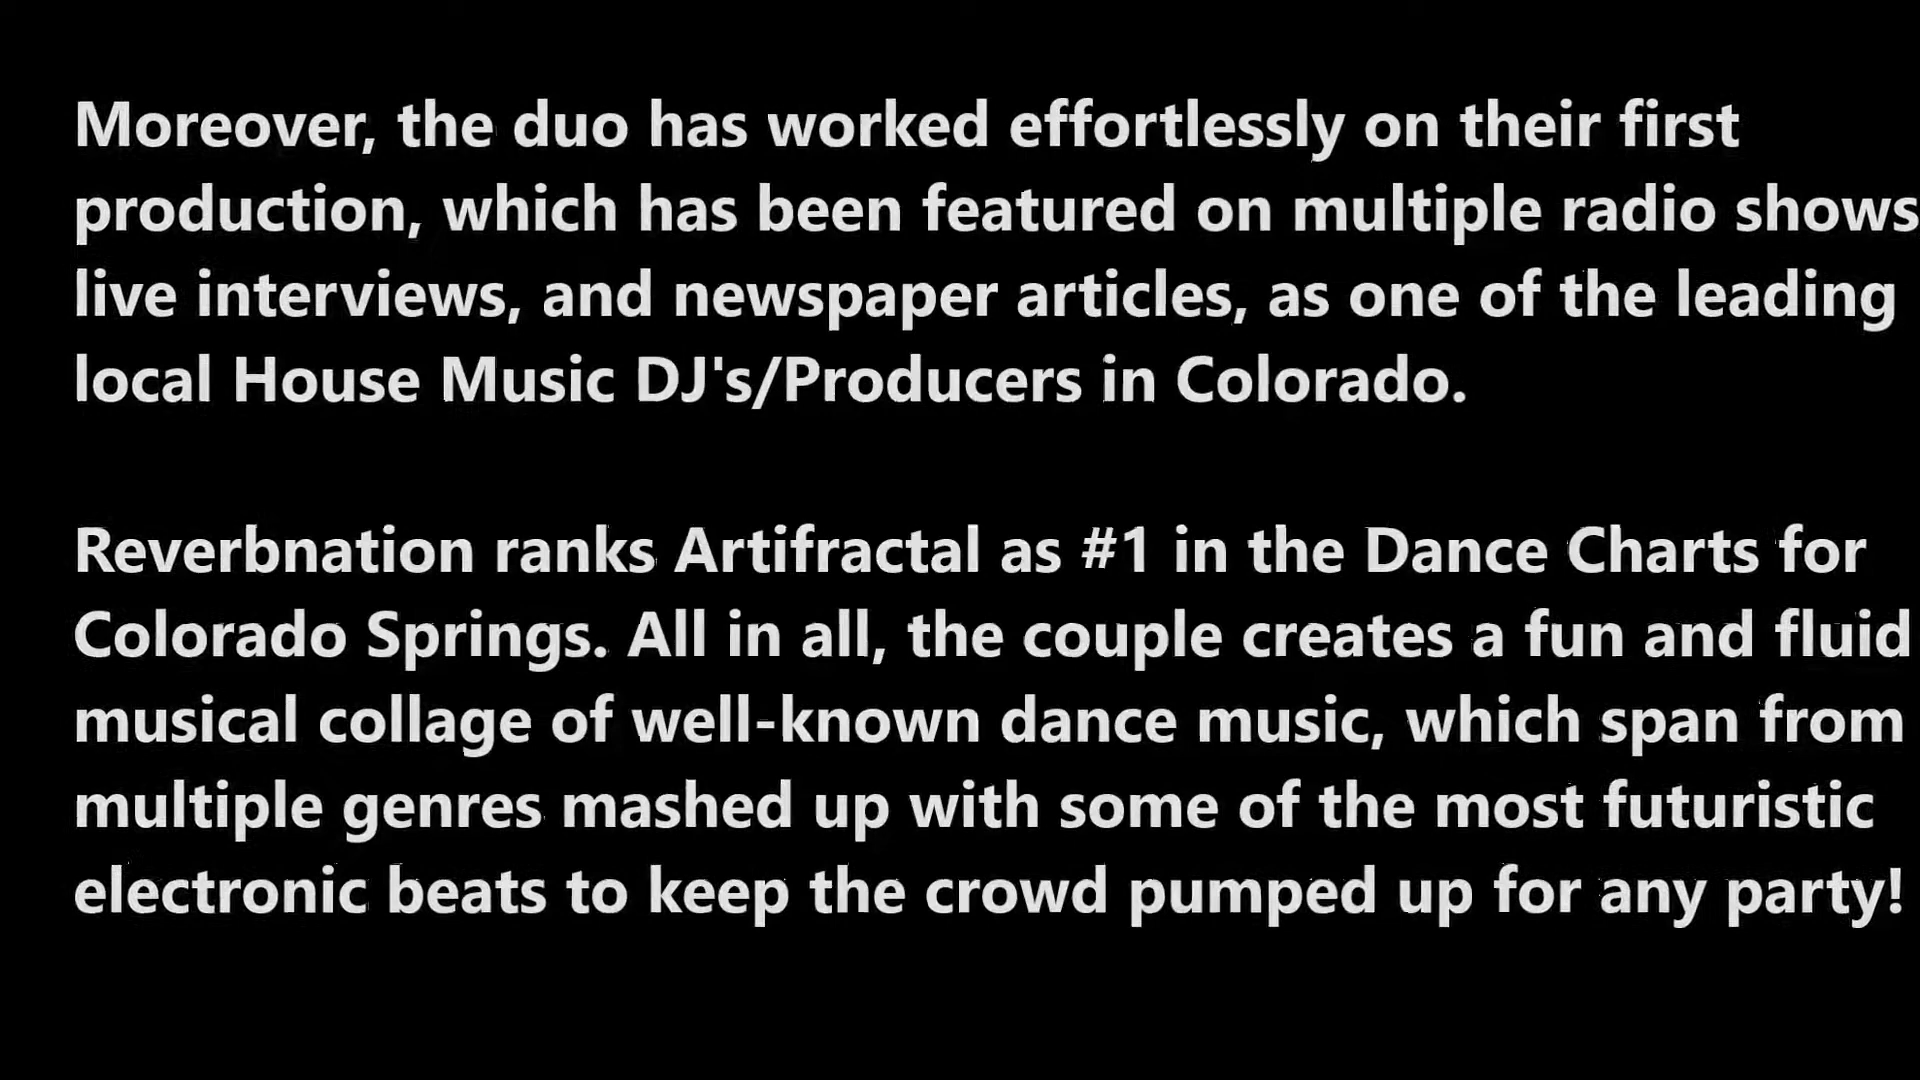 Moreover, the duo has worked effortlessly on their first
production, which has been featured on multiple radio shows
live interviews, and newspaper articles, as one of the leading
local House Music DJ's/Producers in Colorado.
Reverbnation ranks Artifractal as #1 in the Dance Charts for
Colorado Springs. All in all, the couple creates a fun and fluid
musical collage of well-known dance music, which span from
multiple genres mashed up with some of the most futuristic
electronic beats to keep the crowd pumped up for any party!